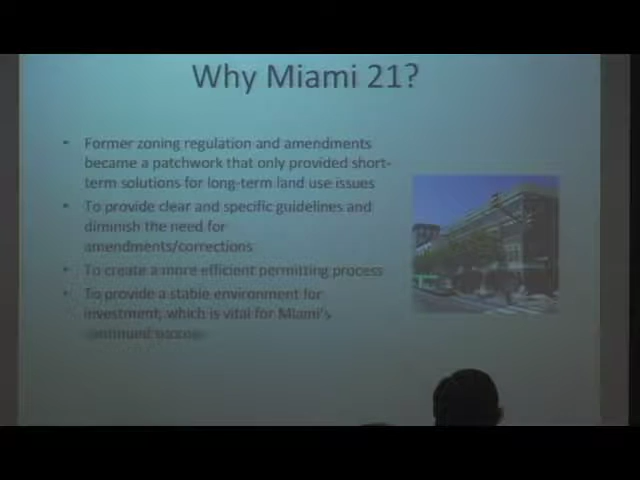 Why Miami 21?
• Former zoning regulation and amendments
became a patchwork that only provided short-
term solutions for long-term land use issues
• To provide clear and specific guidelines and
diminish the need for
amendments/corrections
• To create a more efficient permitting process
• To provide a stable environment for
investment, which is vital for Miami's
continued success